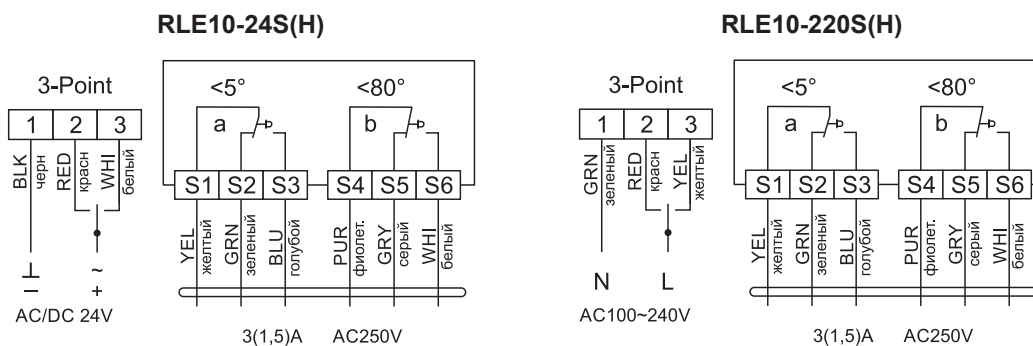 RLE10-24S(H)
3-Point
<5°
<80°
a
b
1 2 3
BLK черн
RED красн
WHI белый
S1 S2 S3 S4 S5 S6
YEL желтый
GRN зеленый
BLU голубой
PUR фиолет.
GRY серый
WHI белый
⊥ ~
− +
AC/DC 24V
3(1,5)A AC250V
RLE10-220S(H)
3-Point
<5°
<80°
a
b
1 2 3
GRN зеленый
RED красн
YEL желтый
S1 S2 S3 S4 S5 S6
YEL желтый
GRN зеленый
BLU голубой
PUR фиолет.
GRY серый
WHI белый
N L
AC100~240V
3(1,5)A AC250V